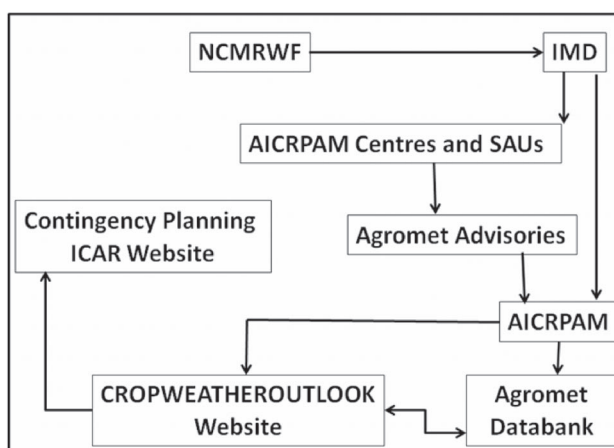 NCMRWF
IMD
AICRPAM Centres and SAUs
Contingency Planning
ICAR Website
Agromet Advisories
AICRPAM
CROPWEATHEROUTLOOK
Website
Agromet
Databank